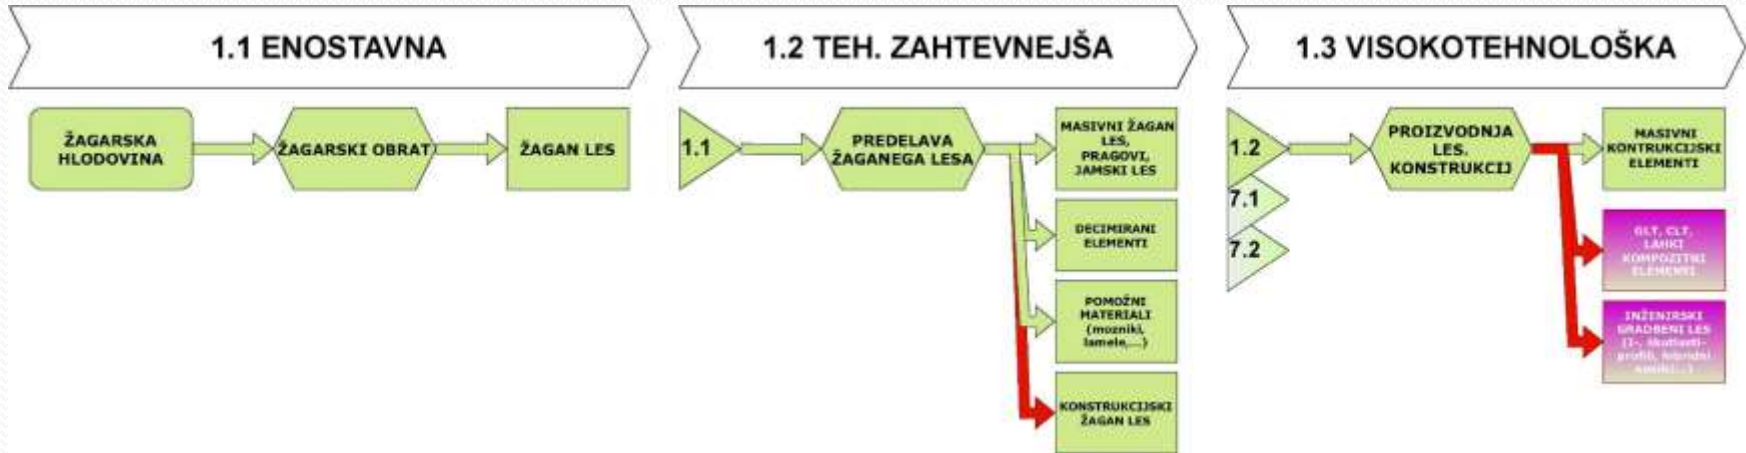 1.1 ENOSTAVNA
1.2 TEH. ZAHTEVNEJŠA
1.3 VISOKOTEHNOLOŠKA
ŽAGARSKA
HLODOVINA
ŽAGARSKI OBRAT
ŽAGAN LES
1.1
PREDELAVA
ŽAGANEGA LESA
MASIVNI ŽAGAN
LES,
PRAGOVI,
JAMSKI LES
DECIMIRANI
ELEMENTI
POMOŽNI
MATERIALI
(mozniki,
lamele,...)
KONSTRUKCIJSKI
ŽAGAN LES
1.2
7.1
7.2
PROIZVODNJA
LES.
KONSTRUKCIJ
MASIVNI
KONTRUKCIJSKI
ELEMENTI
GLT, CLT,
LAHKI
KOMPOZITNI
ELEMENTI
INŽENIRSKI
GRADBENI LES
(I-,
profili, hibridni